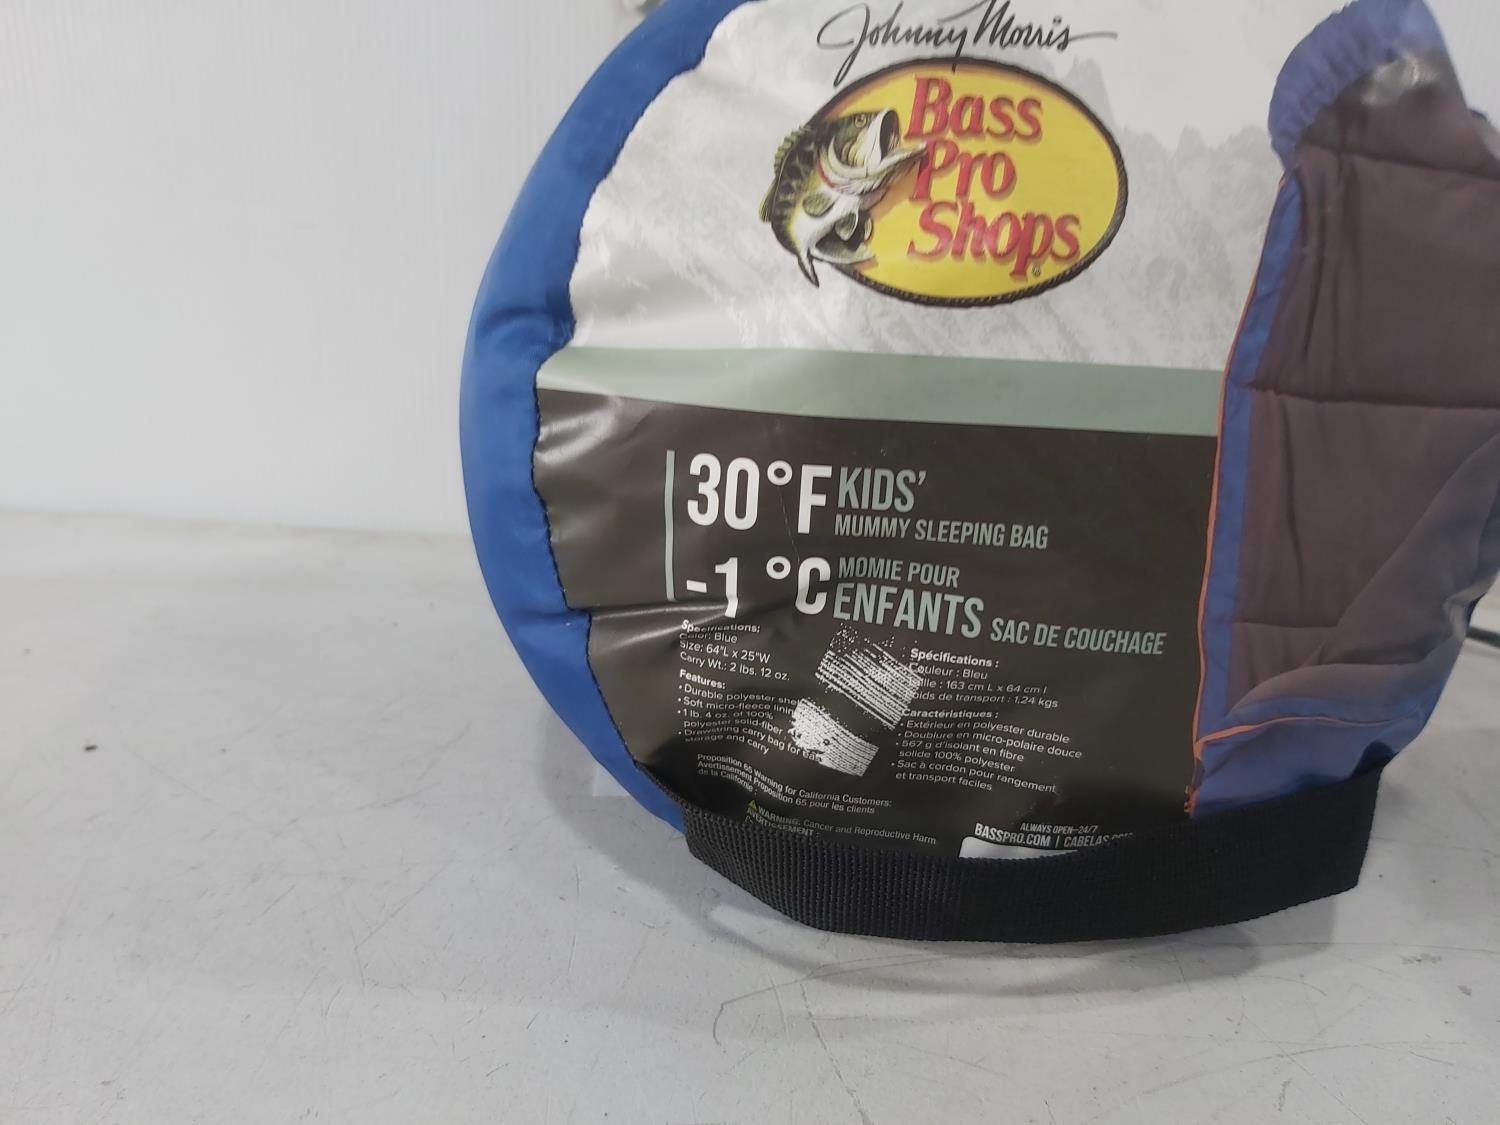 Johnny Morris
Bass
Pro
Shops
®
30°F KIDS'
MUMMY SLEEPING BAG
-1 °C MOMIE POUR
ENFANTS SAC DE COUCHAGE
Specifications:
Color: Blue
Size: 64"L x 25"W
Carry Wt.: 2 lbs. 12 oz.
Features:
• Durable polyester
• Soft micro-fleece
• 1 lb. 4 oz. of 100%
polyester solid-fiber
• Drawstring carry bag for
storage and carry
Spécifications :
Couleur : Bleu
: 163 cm L x 64 cm l
de transport : 1,24 kgs
Caractéristiques :
• Extérieur en polyester durable
• Doublure en micro-polaire douce
• 567 g d'isolant en fibre
solide 100% polyester
• Sac à cordon pour rangement
et transport faciles
Proposition 65 Warning for California Customers:
Avertissement Proposition 65 pour les clients
de la Californie :
WARNING: Cancer and Reproductive Harm
AVERTISSEMENT :
ALWAYS OPEN–24/7
BASSPRO.COM | CABELAS.COM